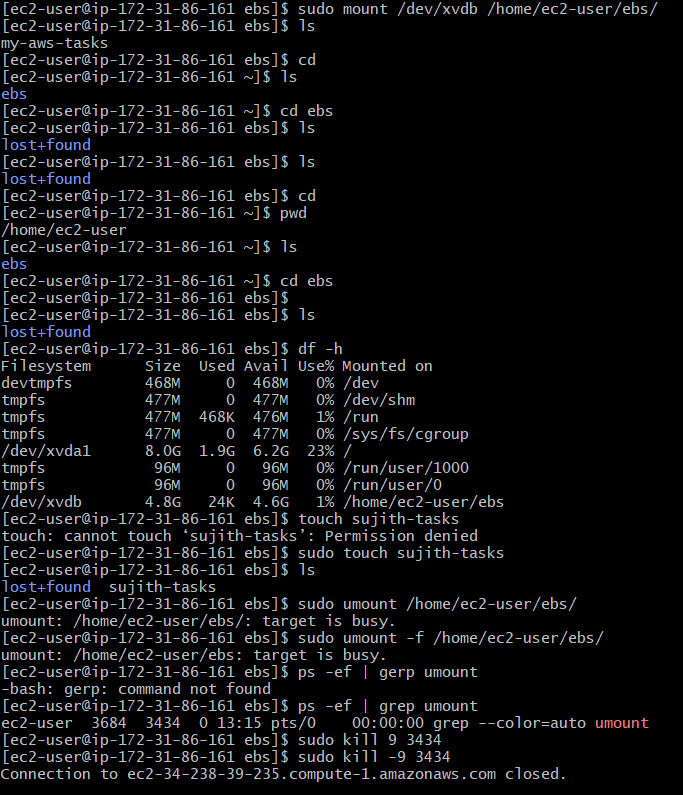 [ec2-user@ip-172-31-86-161 ebs]$ sudo mount /dev/xvdb /home/ec2-user/ebs/
[ec2-user@ip-172-31-86-161 ebs]$ ls
my-aws-tasks
[ec2-user@ip-172-31-86-161 ebs]$ cd
[ec2-user@ip-172-31-86-161 ~]$ ls
ebs
[ec2-user@ip-172-31-86-161 ~]$ cd ebs
[ec2-user@ip-172-31-86-161 ebs]$ ls
lost+found
[ec2-user@ip-172-31-86-161 ebs]$ ls
lost+found
[ec2-user@ip-172-31-86-161 ebs]$ cd
[ec2-user@ip-172-31-86-161 ~]$ pwd
/home/ec2-user
[ec2-user@ip-172-31-86-161 ~]$ ls
ebs
[ec2-user@ip-172-31-86-161 ~]$ cd ebs
[ec2-user@ip-172-31-86-161 ebs]$
[ec2-user@ip-172-31-86-161 ebs]$ ls
lost+found
[ec2-user@ip-172-31-86-161 ebs]$ df -h
Filesystem      Size  Used Avail Use% Mounted on
devtmpfs        468M     0  468M   0% /dev
tmpfs           477M     0  477M   0% /dev/shm
tmpfs           477M  468K  476M   1% /run
tmpfs           477M     0  477M   0% /sys/fs/cgroup
/dev/xvda1      8.0G  1.9G  6.2G  23% /
tmpfs            96M     0   96M   0% /run/user/1000
tmpfs            96M     0   96M   0% /run/user/0
/dev/xvdb       4.8G   24K  4.6G   1% /home/ec2-user/ebs
[ec2-user@ip-172-31-86-161 ebs]$ touch sujith-tasks
touch: cannot touch ‘sujith-tasks’: Permission denied
[ec2-user@ip-172-31-86-161 ebs]$ sudo touch sujith-tasks
[ec2-user@ip-172-31-86-161 ebs]$ ls
lost+found  sujith-tasks
[ec2-user@ip-172-31-86-161 ebs]$ sudo umount /home/ec2-user/ebs/
umount: /home/ec2-user/ebs/: target is busy.
[ec2-user@ip-172-31-86-161 ebs]$ sudo umount -f /home/ec2-user/ebs/
umount: /home/ec2-user/ebs: target is busy.
[ec2-user@ip-172-31-86-161 ebs]$ ps -ef | gerp umount
-bash: gerp: command not found
[ec2-user@ip-172-31-86-161 ebs]$ ps -ef | grep umount
ec2-user  3684  3434  0 13:15 pts/0    00:00:00 grep --color=auto umount
[ec2-user@ip-172-31-86-161 ebs]$ sudo kill 9 3434
[ec2-user@ip-172-31-86-161 ebs]$ sudo kill -9 3434
Connection to ec2-34-238-39-235.compute-1.amazonaws.com closed.